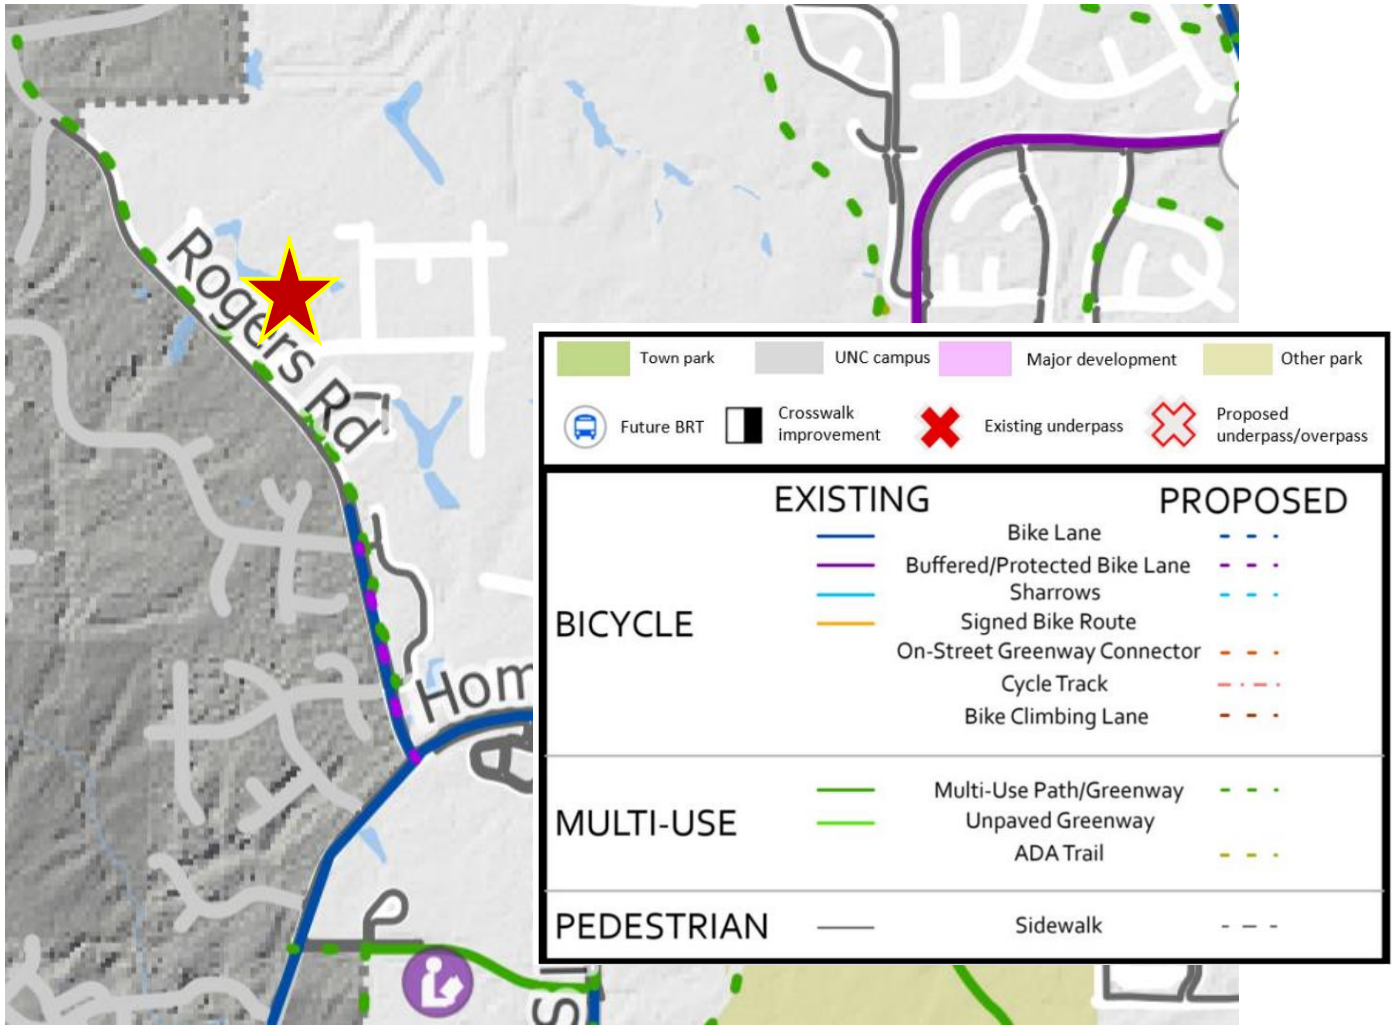 Rogers Rd
Hom
Town park
UNC campus
Major development
Other park
Future BRT
Crosswalk
improvement
Existing underpass
Proposed
underpass/overpass
EXISTING
PROPOSED
BICYCLE
Bike Lane
Buffered/Protected Bike Lane
Sharrows
Signed Bike Route
On-Street Greenway Connector
Cycle Track
Bike Climbing Lane
MULTI-USE
Multi-Use Path/Greenway
Unpaved Greenway
ADA Trail
PEDESTRIAN
Sidewalk